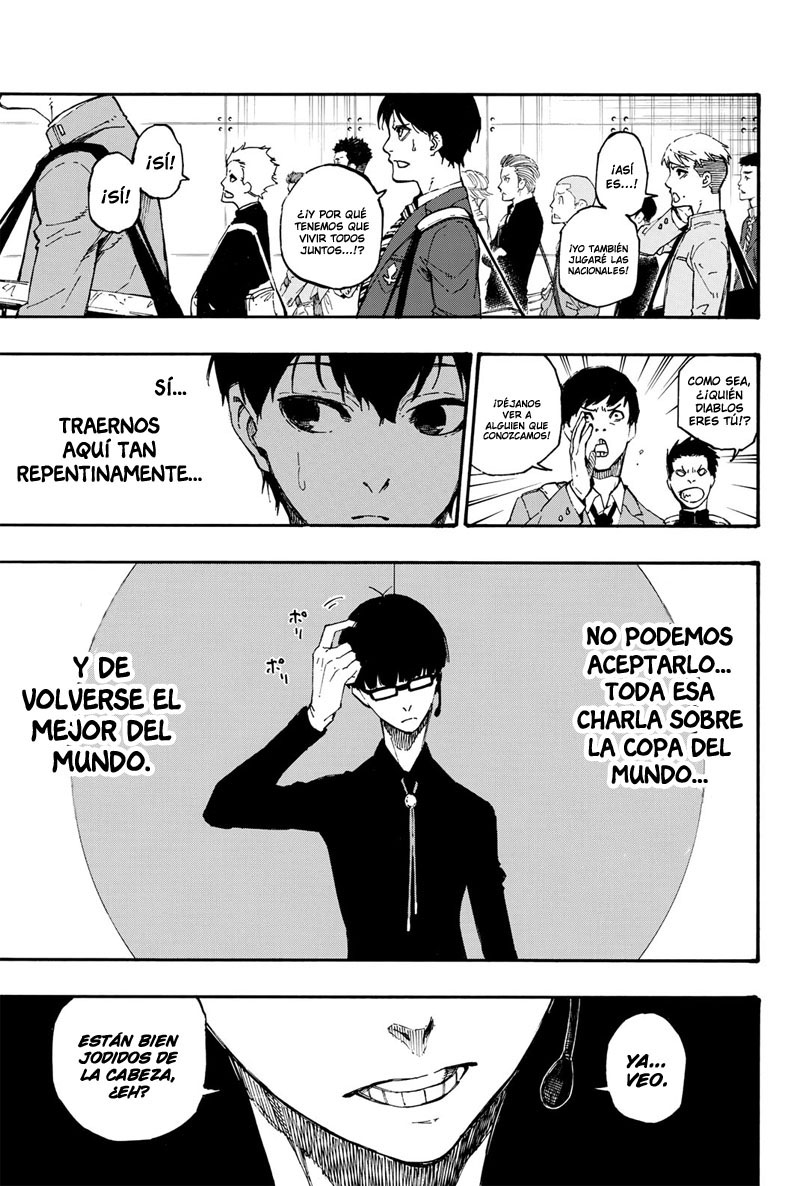 ¡ASÍ
ES...!
¡YO TAMBIÉN
JUGARÉ LAS
NACIONALES!
¿¡Y POR QUÉ
TENEMOS QUE
VIVIR TODOS
JUNTOS...!?
¡SÍ!
¡SÍ!
COMO SEA,
¿¡QUIÉN
DIABLOS
ERES TÚ!?
¡DÉJANOS
VER A
ALGUIEN QUE
CONOZCAMOS!
SÍ...
TRAERNOS
AQUÍ TAN
REPENTINAMENTE...
NO PODEMOS
ACEPTARLO...
TODA ESA
CHARLA SOBRE
LA COPA DEL
MUNDO...
ポリ
ポリ
Y DE
VOLVERSE EL
MEJOR DEL
MUNDO.
YA...
VEO.
ESTÁN BIEN
JODIDOS DE
LA CABEZA,
¿EH?